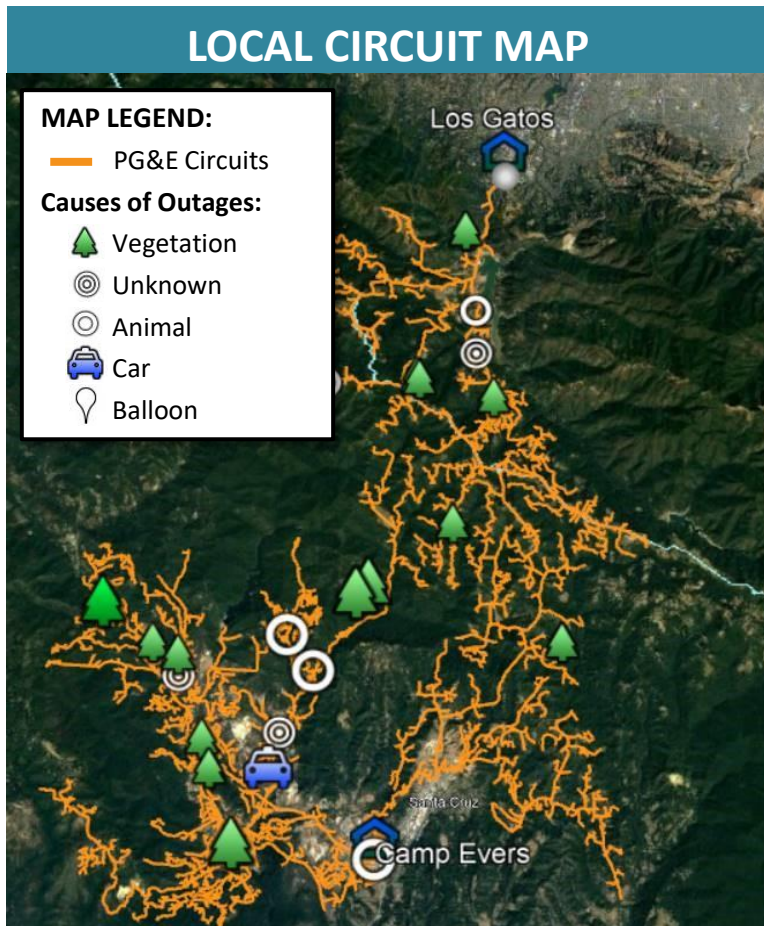 LOCAL CIRCUIT MAP
MAP LEGEND:
PG&E Circuits
Causes of Outages:
Vegetation
Unknown
Animal
Car
Balloon
Los Gatos
Santa Cruz
Camp Evers